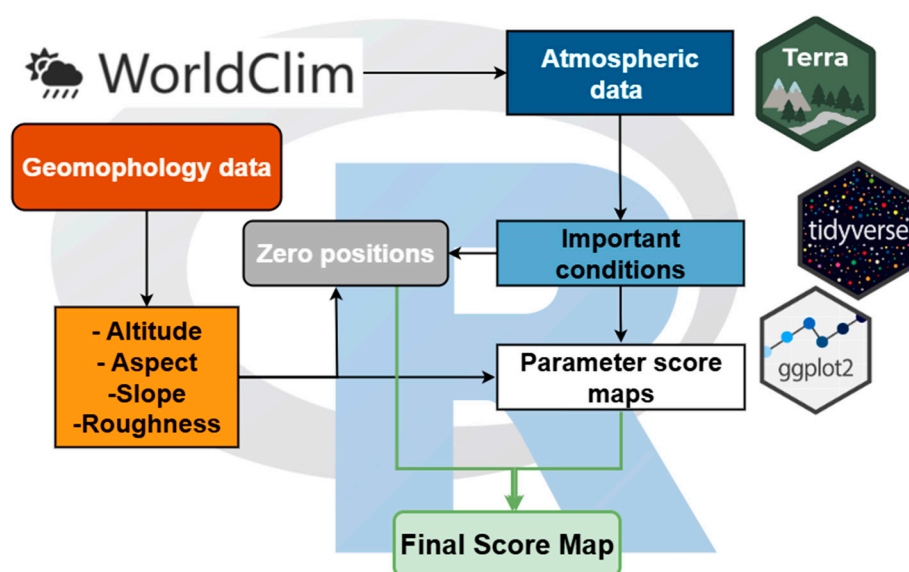 WorldClim
Atmospheric
data
Terra
Geomophology data
tidyverse
Zero positions
Important
conditions
- Altitude
- Aspect
-Slope
-Roughness
Parameter score
maps
ggplot2
Final Score Map
R